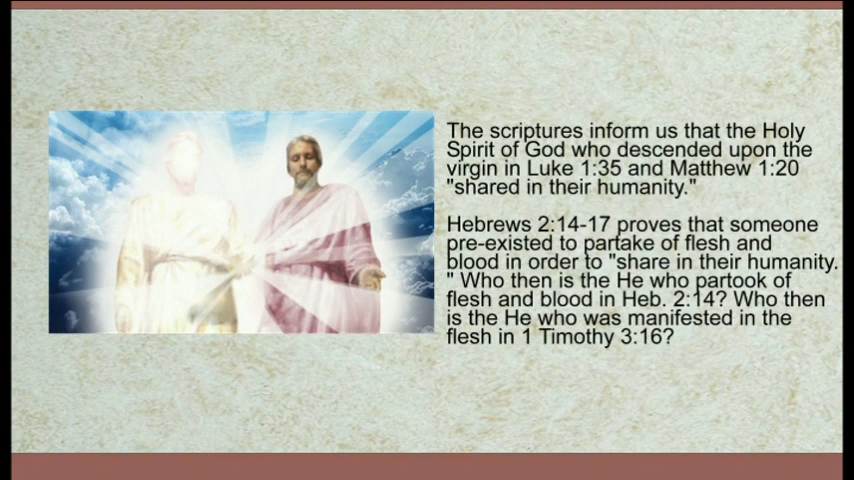 The scriptures inform us that the Holy
Spirit of God who descended upon the
virgin in Luke 1:35 and Matthew 1:20
"shared in their humanity."
Hebrews 2:14-17 proves that someone
pre-existed to partake of flesh and
blood in order to "share in their humanity.
" Who then is the He who partook of
flesh and blood in Heb. 2:14? Who then
is the He who was manifested in the
flesh in 1 Timothy 3:16?